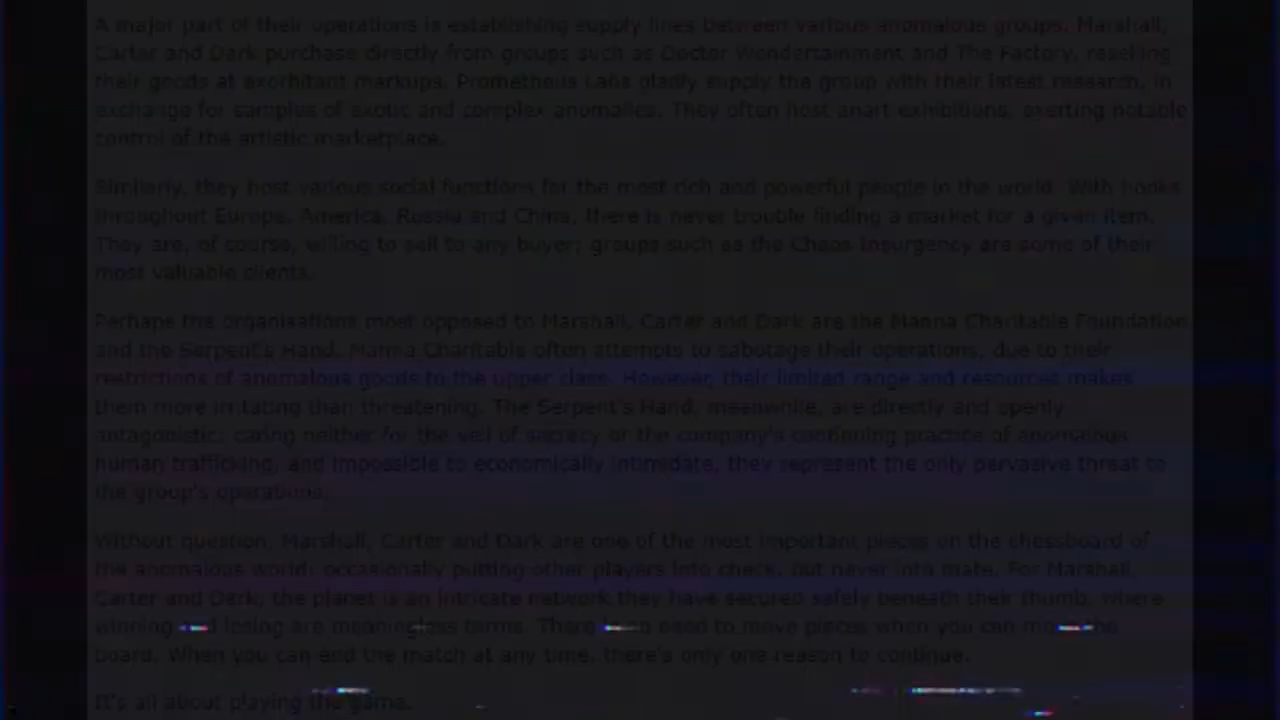 A major part of their operations is establishing supply lines between various anomalous groups. Marshall,
Carter and Dark purchase directly from groups such as Doctor Wondertainment and The Factory, reselling
their goods at exorbitant markups. Prometheus Labs gladly supply the group with their latest research, in
exchange for samples of exotic and complex anomalies. They often host anart exhibitions, exerting notable
control of the artistic marketplace.
Similarly, they host various social functions for the most rich and powerful people in the world. With hooks
throughout Europe, America, Russia and China, there is never trouble finding a market for a given item.
They are, of course, willing to sell to any buyer; groups such as the Chaos Insurgency are some of their
most valuable clients.
Perhaps the organisations most opposed to Marshall, Carter and Dark are the Manna Charitable Foundation
and the Serpent's Hand. Manna Charitable often attempts to sabotage their operations, due to their
restrictions of anomalous goods to the upper class. However, their limited range and resources makes
them more irritating than threatening. The Serpent's Hand, meanwhile, are directly and openly
antagonistic; caring neither for the veil of secrecy or the company's continuing practice of anomalous
human trafficking, and impossible to economically intimidate, they represent the only pervasive threat to
the group's operations.
Without question, Marshall, Carter and Dark are one of the most important pieces on the chessboard of
the anomalous world; occasionally putting other players into check, but never into mate. For Marshall,
Carter and Dark, the planet is an intricate network they have secured safely beneath their thumb, where
winning and losing are meaningless terms. There is no need to move pieces when you can move the
board. When you can end the match at any time, there's only one reason to continue.
It's all about playing the game.